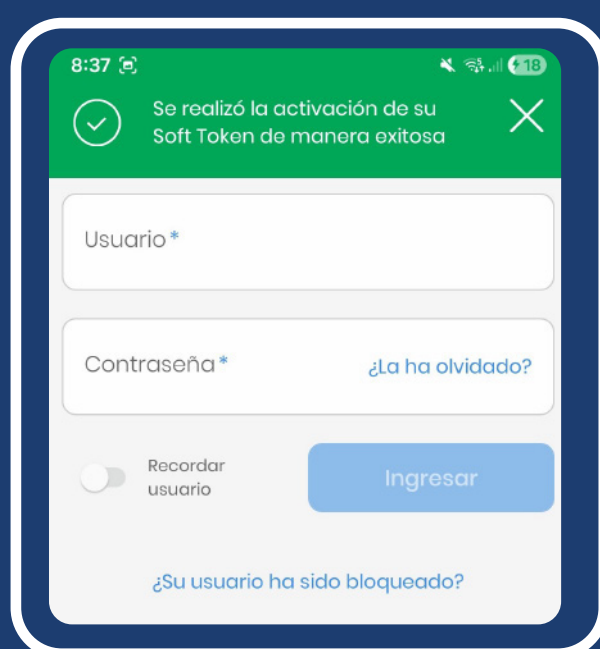 8:37
18
Se realizó la activación de su
Soft Token de manera exitosa
Usuario*
Contraseña*
¿La ha olvidado?
Recordar
usuario
Ingresar
¿Su usuario ha sido bloqueado?